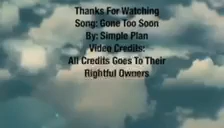 Thanks For Watching
Song: Gone Too Soon
By: Simple Plan
Video Credits:
All Credits Goes To Their
Rightful Owners